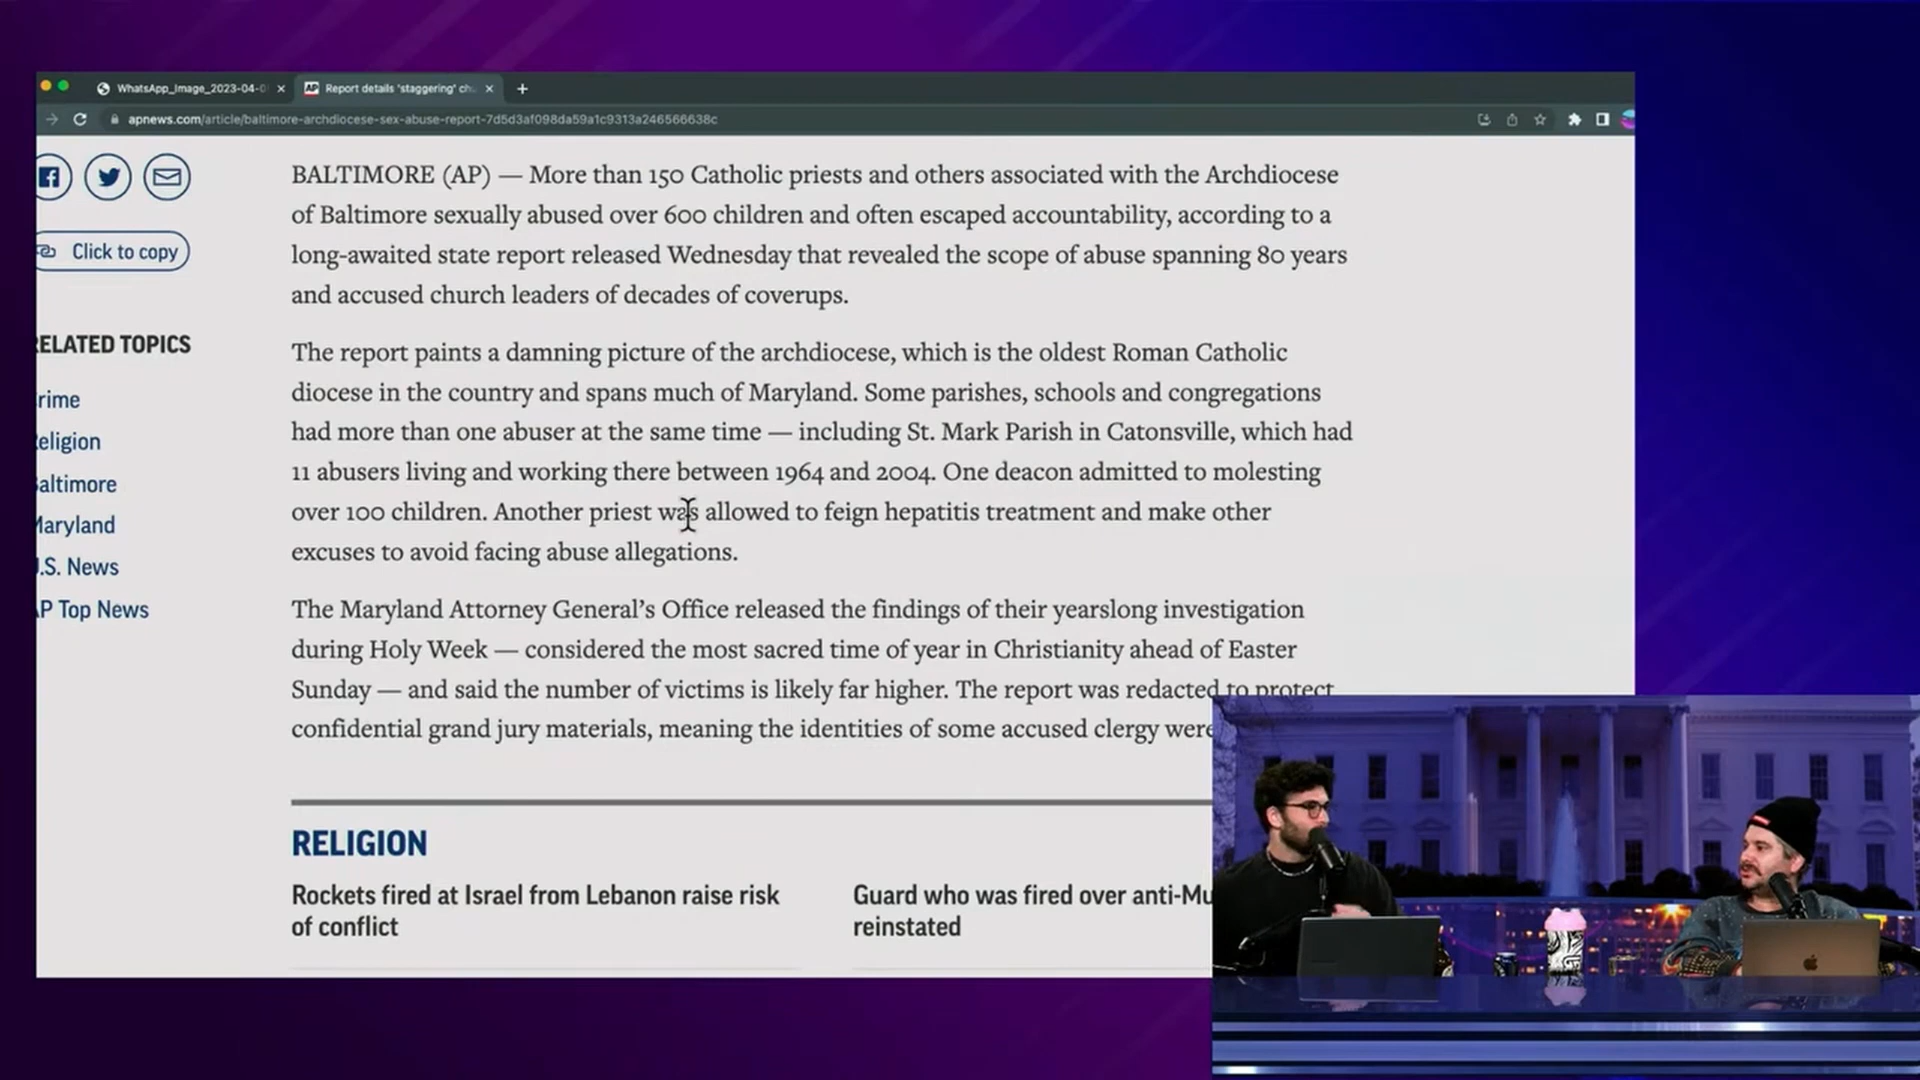 WhatsApp_Image_2023-04-0
AP Report details 'staggering' ch
apnews.com/article/baltimore-archdiocese-sex-abuse-report-7d5d3af098da59a1c9313a246566638c
Click to copy
RELATED TOPICS
rime
eligion
altimore
Maryland
.S. News
AP Top News
BALTIMORE (AP) — More than 150 Catholic priests and others associated with the Archdiocese
of Baltimore sexually abused over 600 children and often escaped accountability, according to a
long-awaited state report released Wednesday that revealed the scope of abuse spanning 80 years
and accused church leaders of decades of coverups.
The report paints a damning picture of the archdiocese, which is the oldest Roman Catholic
diocese in the country and spans much of Maryland. Some parishes, schools and congregations
had more than one abuser at the same time — including St. Mark Parish in Catonsville, which had
11 abusers living and working there between 1964 and 2004. One deacon admitted to molesting
over 100 children. Another priest was allowed to feign hepatitis treatment and make other
excuses to avoid facing abuse allegations.
The Maryland Attorney General's Office released the findings of their yearslong investigation
during Holy Week — considered the most sacred time of year in Christianity ahead of Easter
Sunday — and said the number of victims is likely far higher. The report was redacted to protect
confidential grand jury materials, meaning the identities of some accused clergy were
RELIGION
Rockets fired at Israel from Lebanon raise risk
of conflict
Guard who was fired over anti-Mu
reinstated